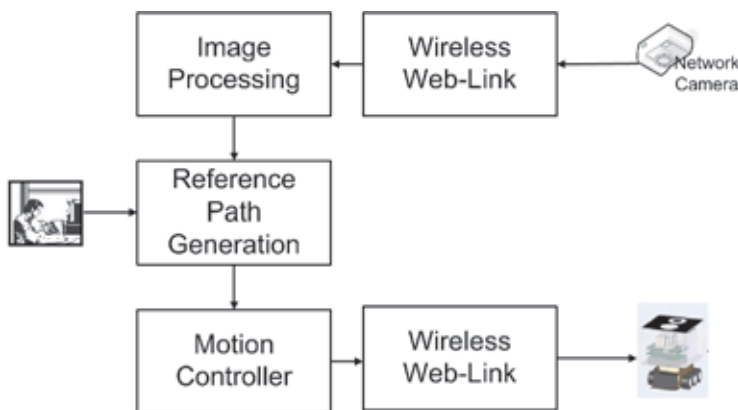 Image
Processing
Wireless
Web-Link
Network
Camera
Reference
Path
Generation
Motion
Controller
Wireless
Web-Link